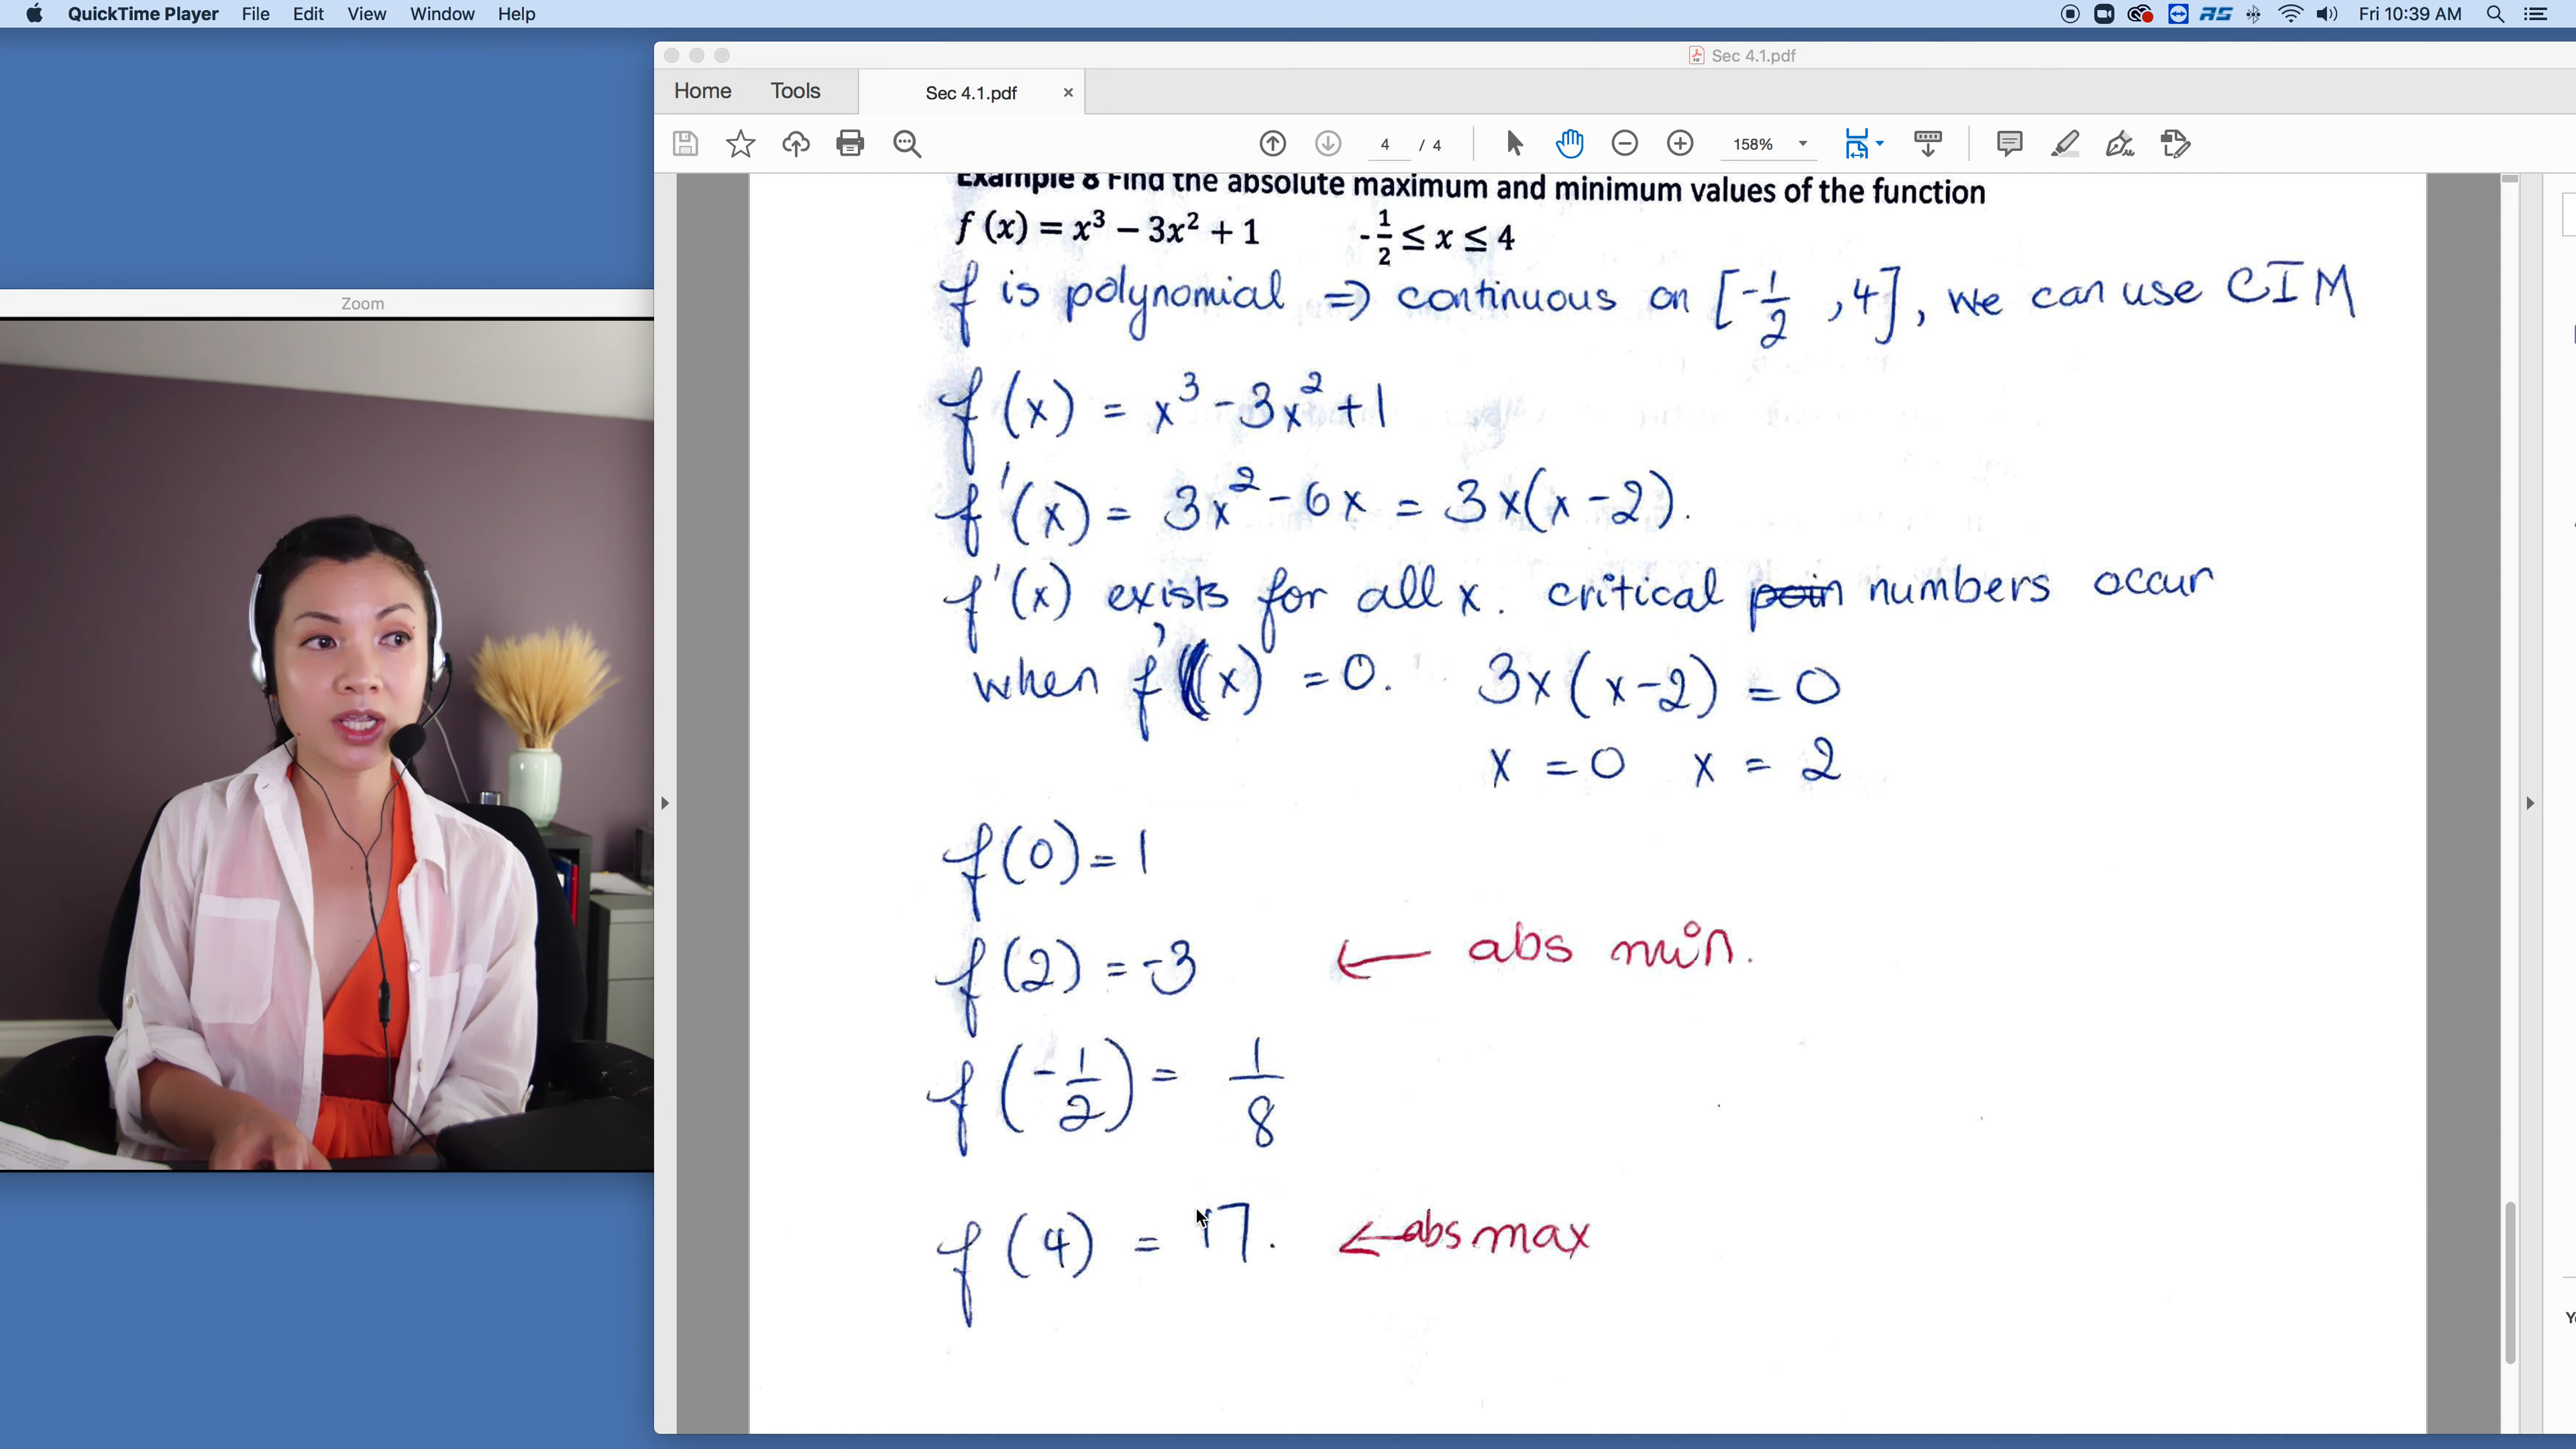 QuickTime Player File Edit View Window Help Fri 10:39 AM
Sec 4.1.pdf
Home Tools Sec 4.1.pdf ×
4 / 4 158%
Zoom
Example 8 Find the absolute maximum and minimum values of the function
f (x) = x³ − 3x² + 1 -1/2 ≤ x ≤ 4
f is polynomial ⇒ continuous on [-1/2 , 4], we can use CIM
f(x) = x³ - 3x² + 1
f'(x) = 3x² - 6x = 3x(x - 2).
f'(x) exists for all x. critical poin numbers occur
when f'(x) = 0. 3x(x-2) = 0
x = 0 x = 2
f(0) = 1
f(2) = -3 ← abs min.
f(-1/2) = 1/8
f(4) = 17. ← abs max